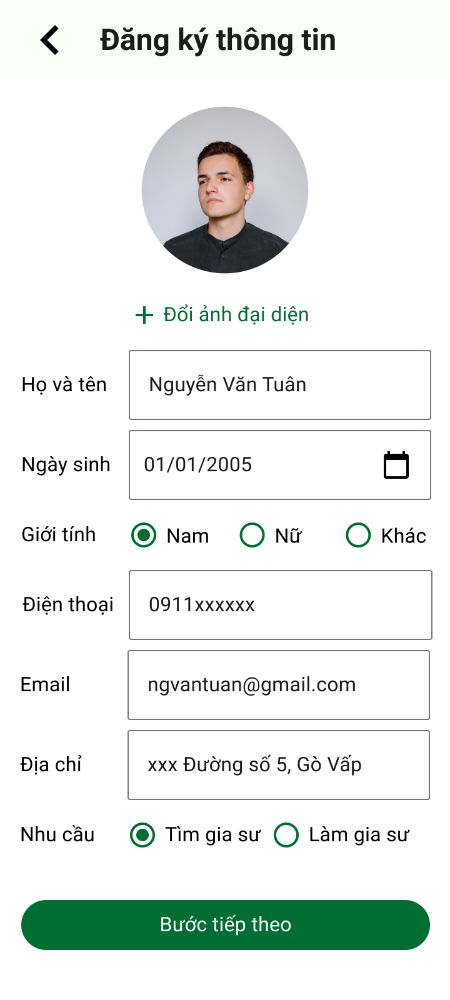 Đăng ký thông tin
Đổi ảnh đại diện
Họ và tên Nguyễn Văn Tuân
Ngày sinh 01/01/2005
Giới tính Nam Nữ Khác
Điện thoại 0911xxxxxx
Email ngvantuan@gmail.com
Địa chỉ xxx Đường số 5, Gò Vấp
Nhu cầu Tìm gia sư Làm gia sư
Bước tiếp theo